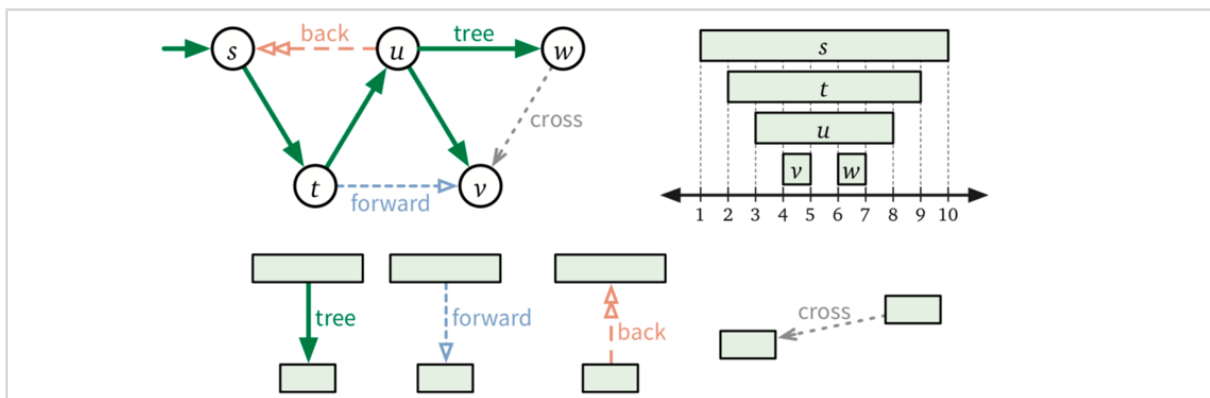 s
back
u
tree
w
cross
t
forward
v
s
t
u
v w
1 2 3 4 5 6 7 8 9 10
tree
forward
back
cross